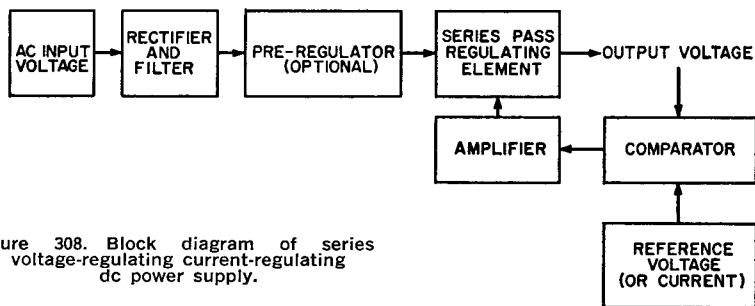 AC INPUT
VOLTAGE
RECTIFIER
AND
FILTER
PRE-REGULATOR
(OPTIONAL)
SERIES PASS
REGULATING
ELEMENT
OUTPUT VOLTAGE
AMPLIFIER
COMPARATOR
REFERENCE
VOLTAGE
(OR CURRENT)
ure 308. Block diagram of series
voltage-regulating current-regulating
dc power supply.